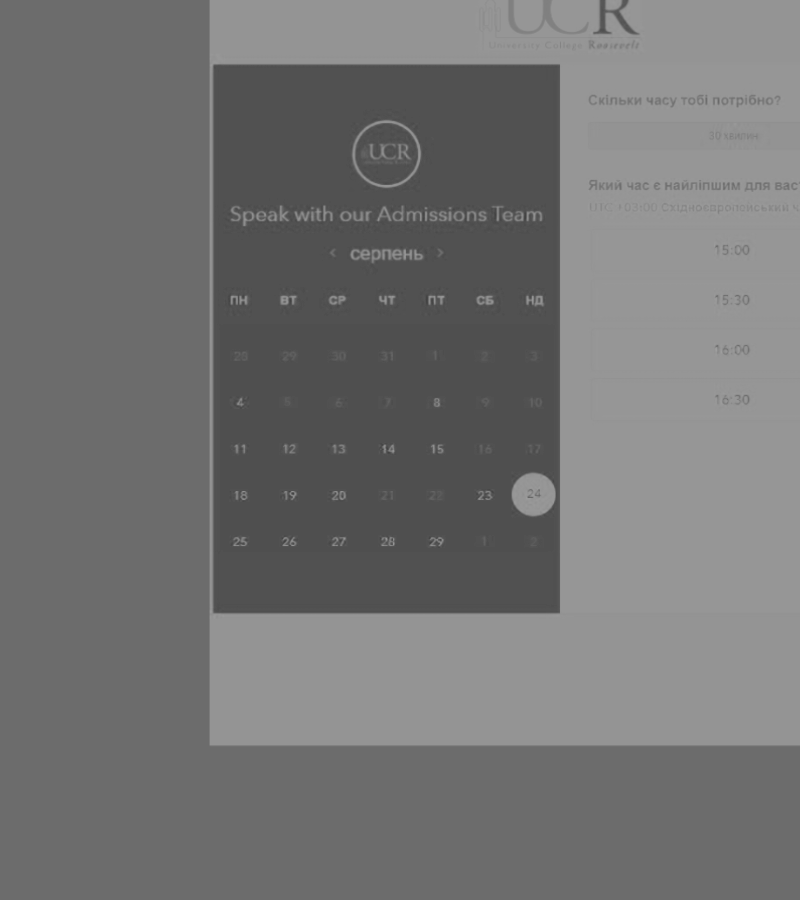 UCR
University College Roosevelt
UCR
Speak with our Admissions Team
< серпень >
ПН ВТ СР ЧТ ПТ СБ НД
28 29 30 31 1 2 3
4 5 6 7 8 9 10
11 12 13 14 15 16 17
18 19 20 21 22 23 24
25 26 27 28 29 1 2
Скільки часу тобі потрібно?
30 хвилин
Який час є найліпшим для вас
UTC +03:00 Східноєвропейський ч
15:00
15:30
16:00
16:30